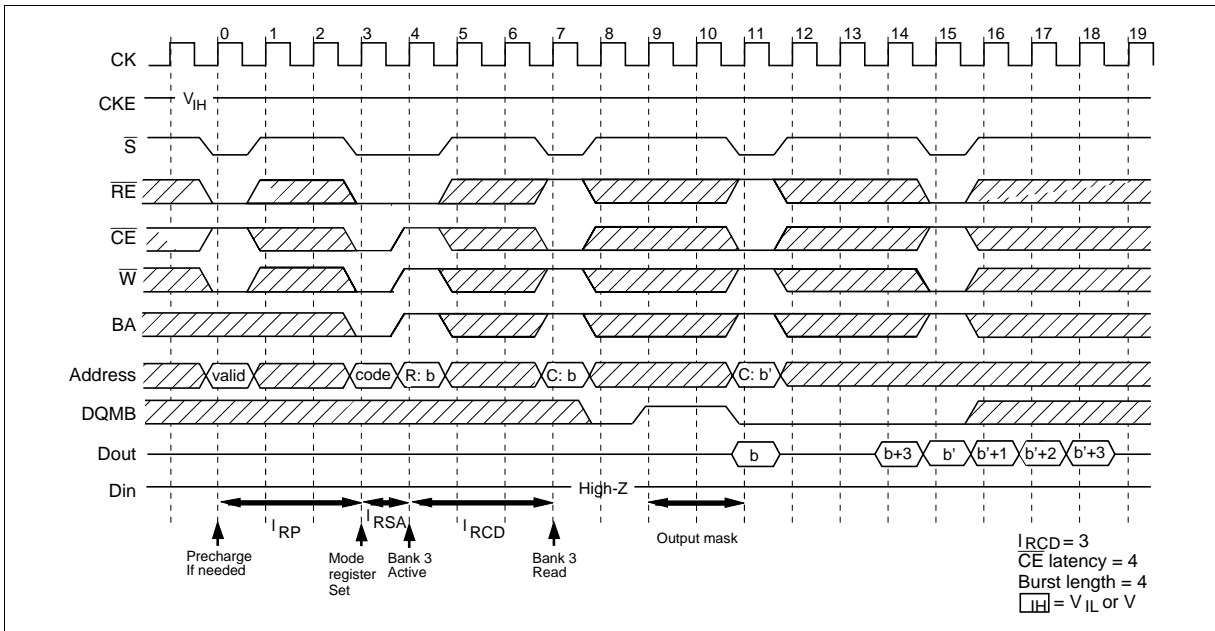 0 1 2 3 4 5 6 7 8 9 10 11 12 13 14 15 16 17 18 19
CK
CKE VIH
S
RE
CE
W
BA
Address valid code R: b C: b C: b'
DQMB
Dout b b+3 b' b'+1 b'+2 b'+3
Din High-Z
lRP lRSA lRCD Output mask
Precharge
If needed
Mode
register
Set
Bank 3
Active
Bank 3
Read
lRCD = 3
CE latency = 4
Burst length = 4
IH = VIL or V